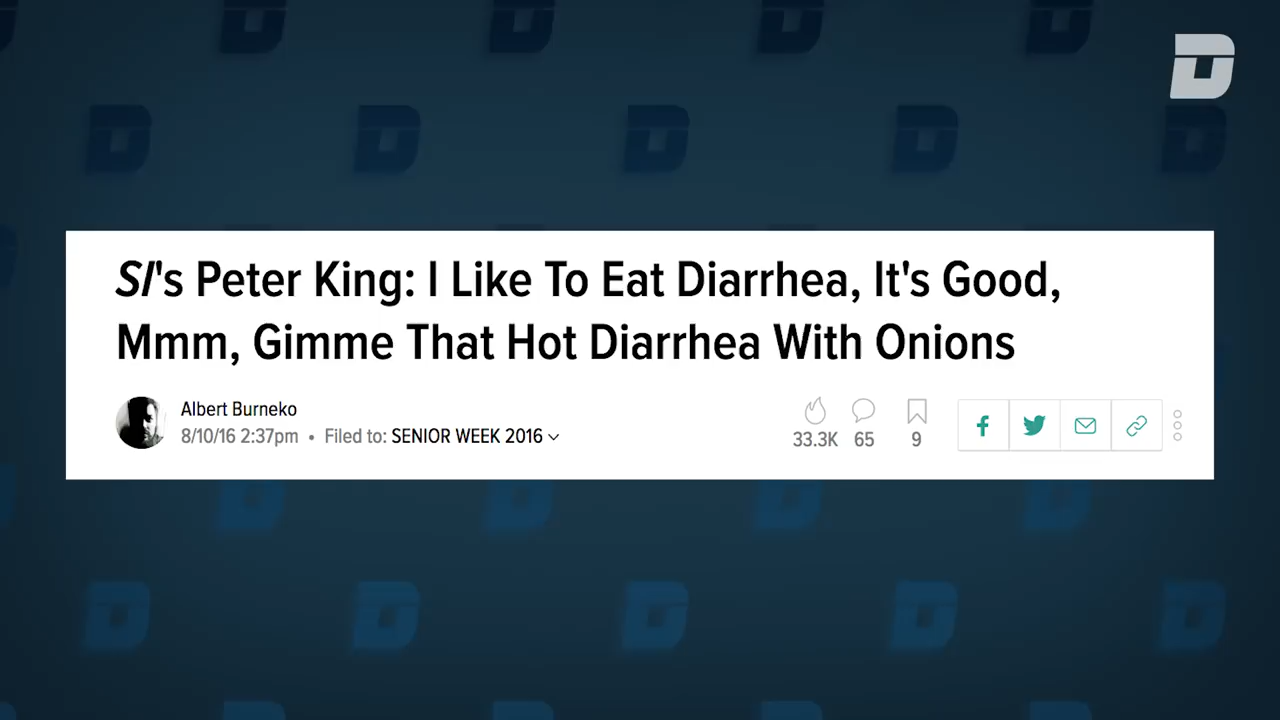 D
SI's Peter King: I Like To Eat Diarrhea, It's Good,
Mmm, Gimme That Hot Diarrhea With Onions
Albert Burneko
8/10/16 2:37pm • Filed to: SENIOR WEEK 2016
33.3K 65 9